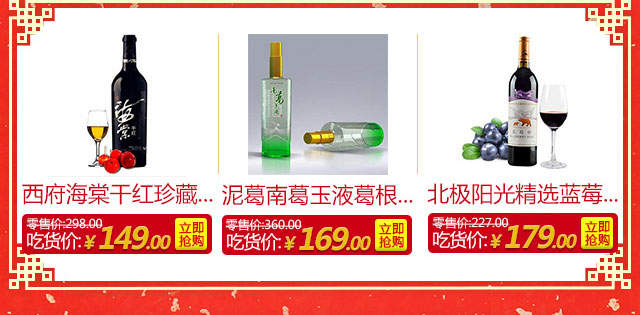 海棠
西府海棠干红珍藏...
泥葛南葛玉液葛根...
北极阳光精选蓝莓...
零售价:298.00
吃货价:¥149.00
立即
抢购
零售价:360.00
吃货价:¥169.00
立即
抢购
零售价:227.00
吃货价:¥179.00
立即
抢购